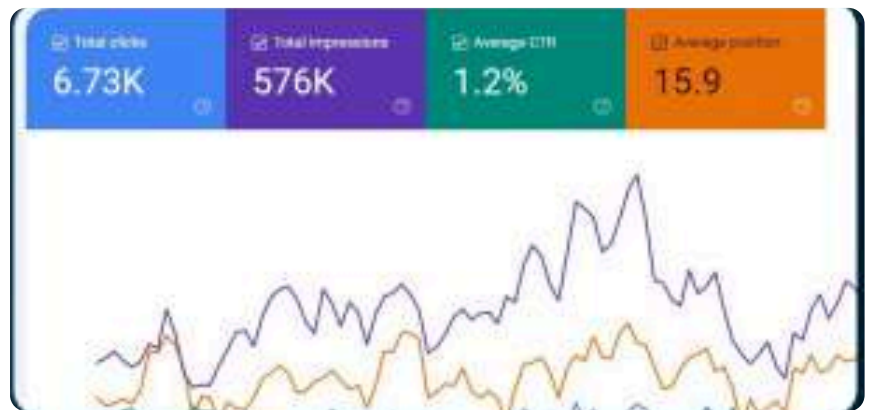 Total clicks
Total impressions
Average CTR
Average position
6.73K
576K
1.2%
15.9